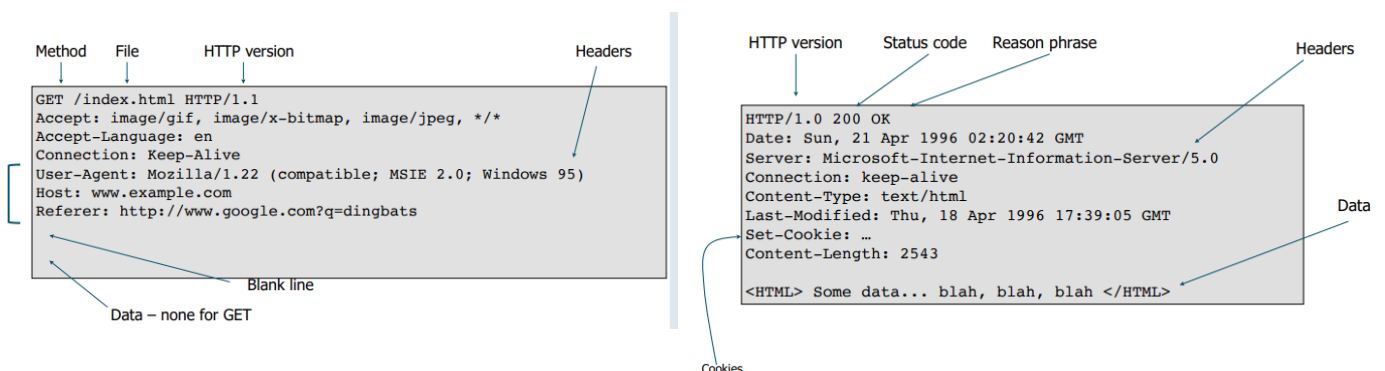 Method File HTTP version Headers
GET /index.html HTTP/1.1
Accept: image/gif, image/x-bitmap, image/jpeg, */*
Accept-Language: en
Connection: Keep-Alive
User-Agent: Mozilla/1.22 (compatible; MSIE 2.0; Windows 95)
Host: www.example.com
Referer: http://www.google.com?q=dingbats
Blank line
Data – none for GET
HTTP version Status code Reason phrase Headers
HTTP/1.0 200 OK
Date: Sun, 21 Apr 1996 02:20:42 GMT
Server: Microsoft-Internet-Information-Server/5.0
Connection: keep-alive
Content-Type: text/html
Last-Modified: Thu, 18 Apr 1996 17:39:05 GMT
Set-Cookie: …
Content-Length: 2543
Data
<HTML> Some data... blah, blah, blah </HTML>
Cookies